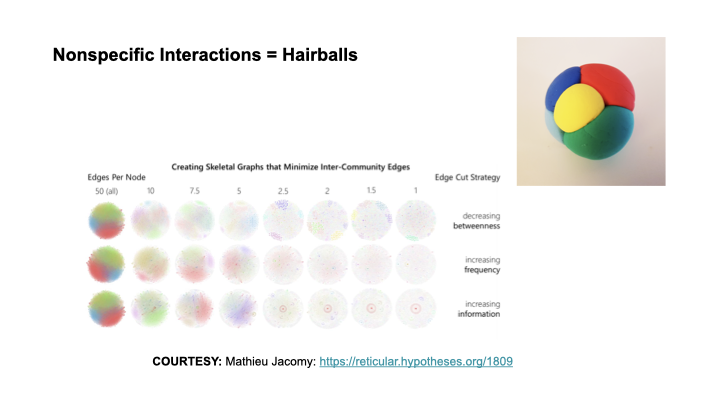 Nonspecific Interactions = Hairballs
Creating Skeletal Graphs that Minimize Inter-Community Edges
Edges Per Node
Edge Cut Strategy
50 (all) 10 7.5 5 2.5 2 1.5 1
decreasing
betweenness
increasing
frequency
increasing
information
COURTESY: Mathieu Jacomy: https://reticular.hypotheses.org/1809